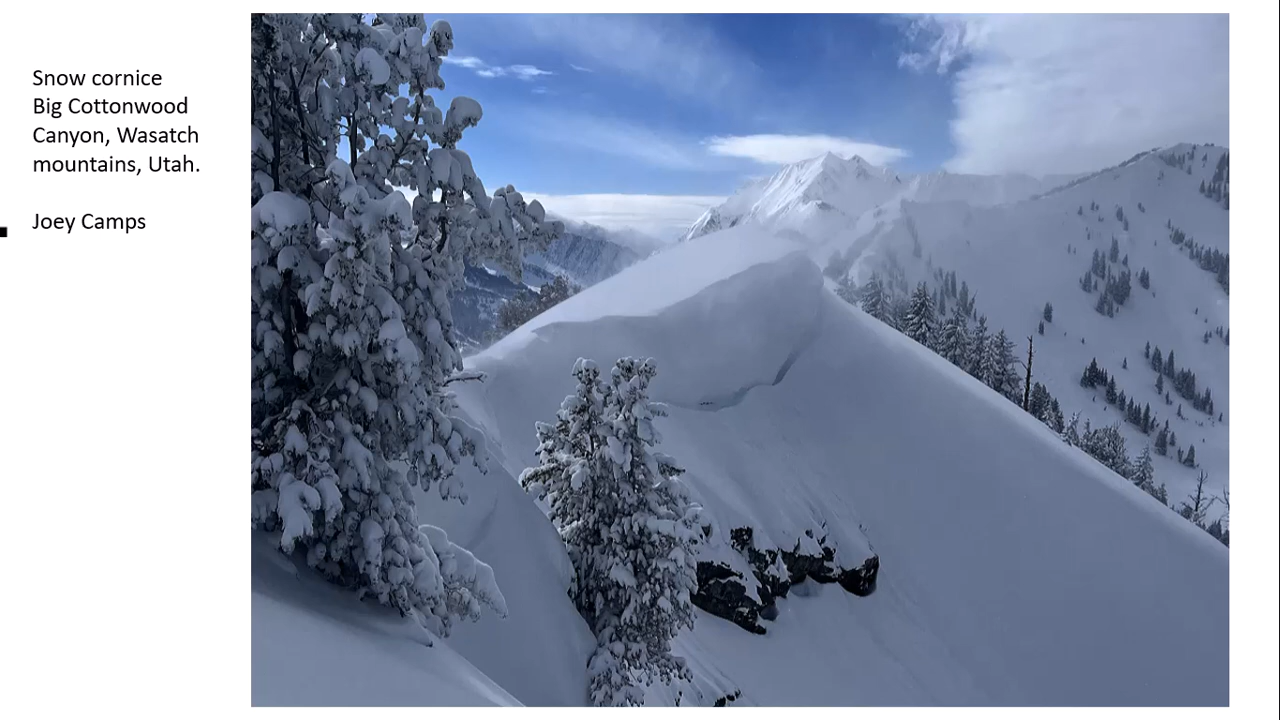 Snow cornice
Big Cottonwood
Canyon, Wasatch
mountains, Utah.
Joey Camps